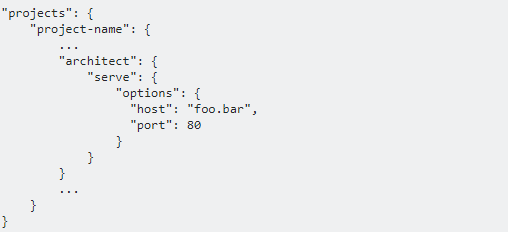 "projects": {
    "project-name": {
        ...
        "architect": {
            "serve": {
                "options": {
                  "host": "foo.bar",
                  "port": 80
                }
            }
        }
        ...
    }
}